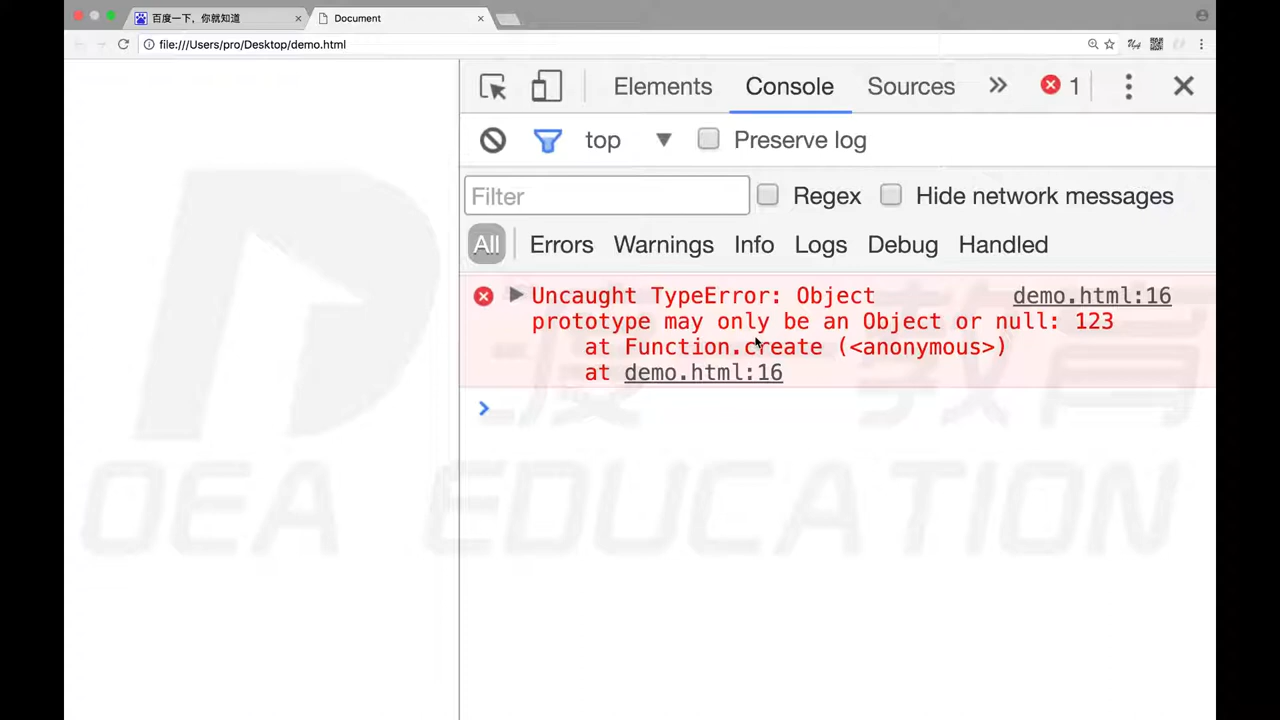 百度一下，你就知道
Document
file:///Users/pro/Desktop/demo.html
Elements Console Sources 1
top Preserve log
Filter Regex Hide network messages
All Errors Warnings Info Logs Debug Handled
Uncaught TypeError: Object demo.html:16
prototype may only be an Object or null: 123
at Function.create (<anonymous>)
at demo.html:16
教育
EDUCATION